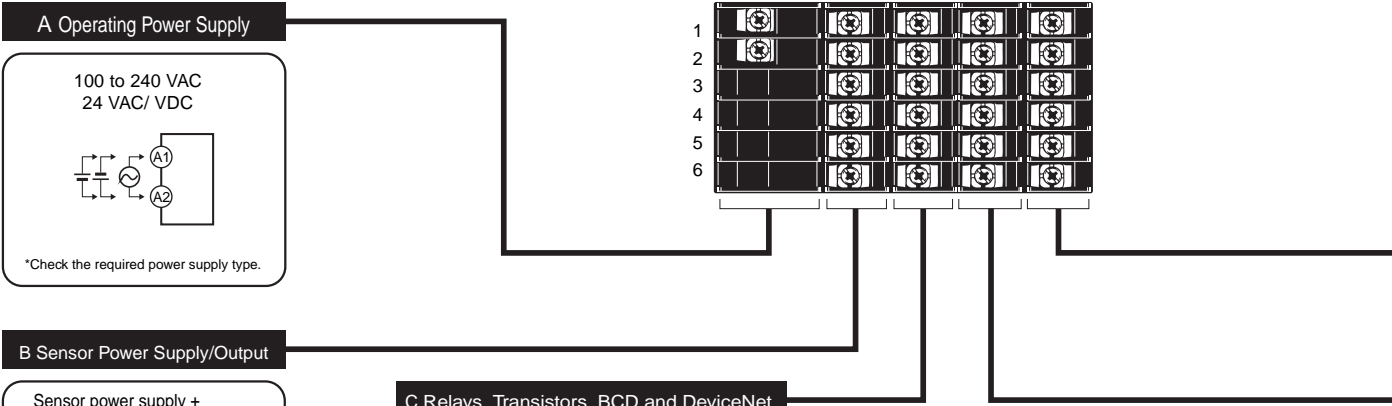 A Operating Power Supply
100 to 240 VAC
24 VAC/ VDC
A1
A2
*Check the required power supply type.
1
2
3
4
5
6
B Sensor Power Supply/Output
Sensor power supply +
C Relays, Transistors, BCD and DeviceNet